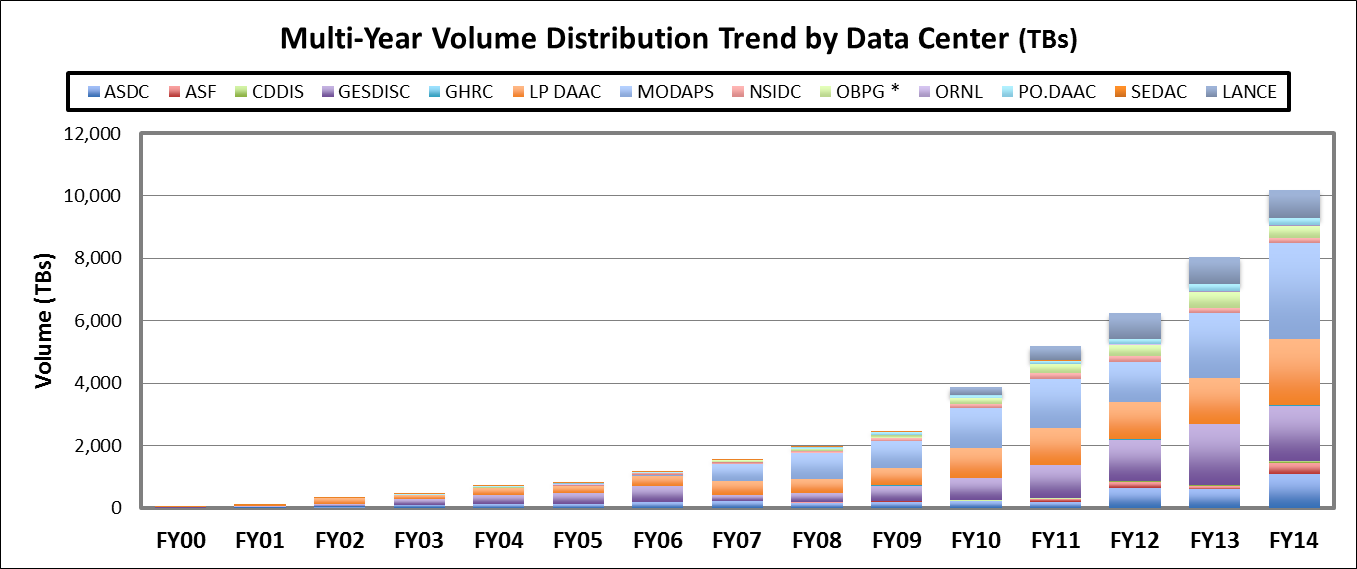 Multi-Year Volume Distribution Trend by Data Center (TBs)
ASDC ASF CDDIS GESDISC GHRC LP DAAC MODAPS NSIDC OBPG * ORNL PO.DAAC SEDAC LANCE
12,000
10,000
8,000
6,000
4,000
2,000
0
Volume (TBs)
FY00 FY01 FY02 FY03 FY04 FY05 FY06 FY07 FY08 FY09 FY10 FY11 FY12 FY13 FY14